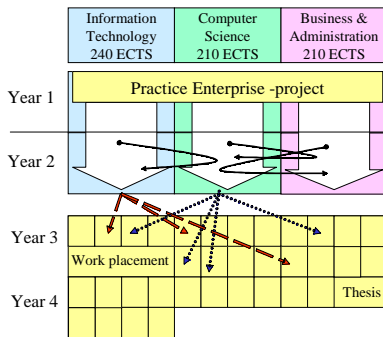 Information
Technology
240 ECTS
Computer
Science
210 ECTS
Business &
Administration
210 ECTS
Year 1
Practice Enterprise -project
Year 2
Year 3
Work placement
Year 4
Thesis